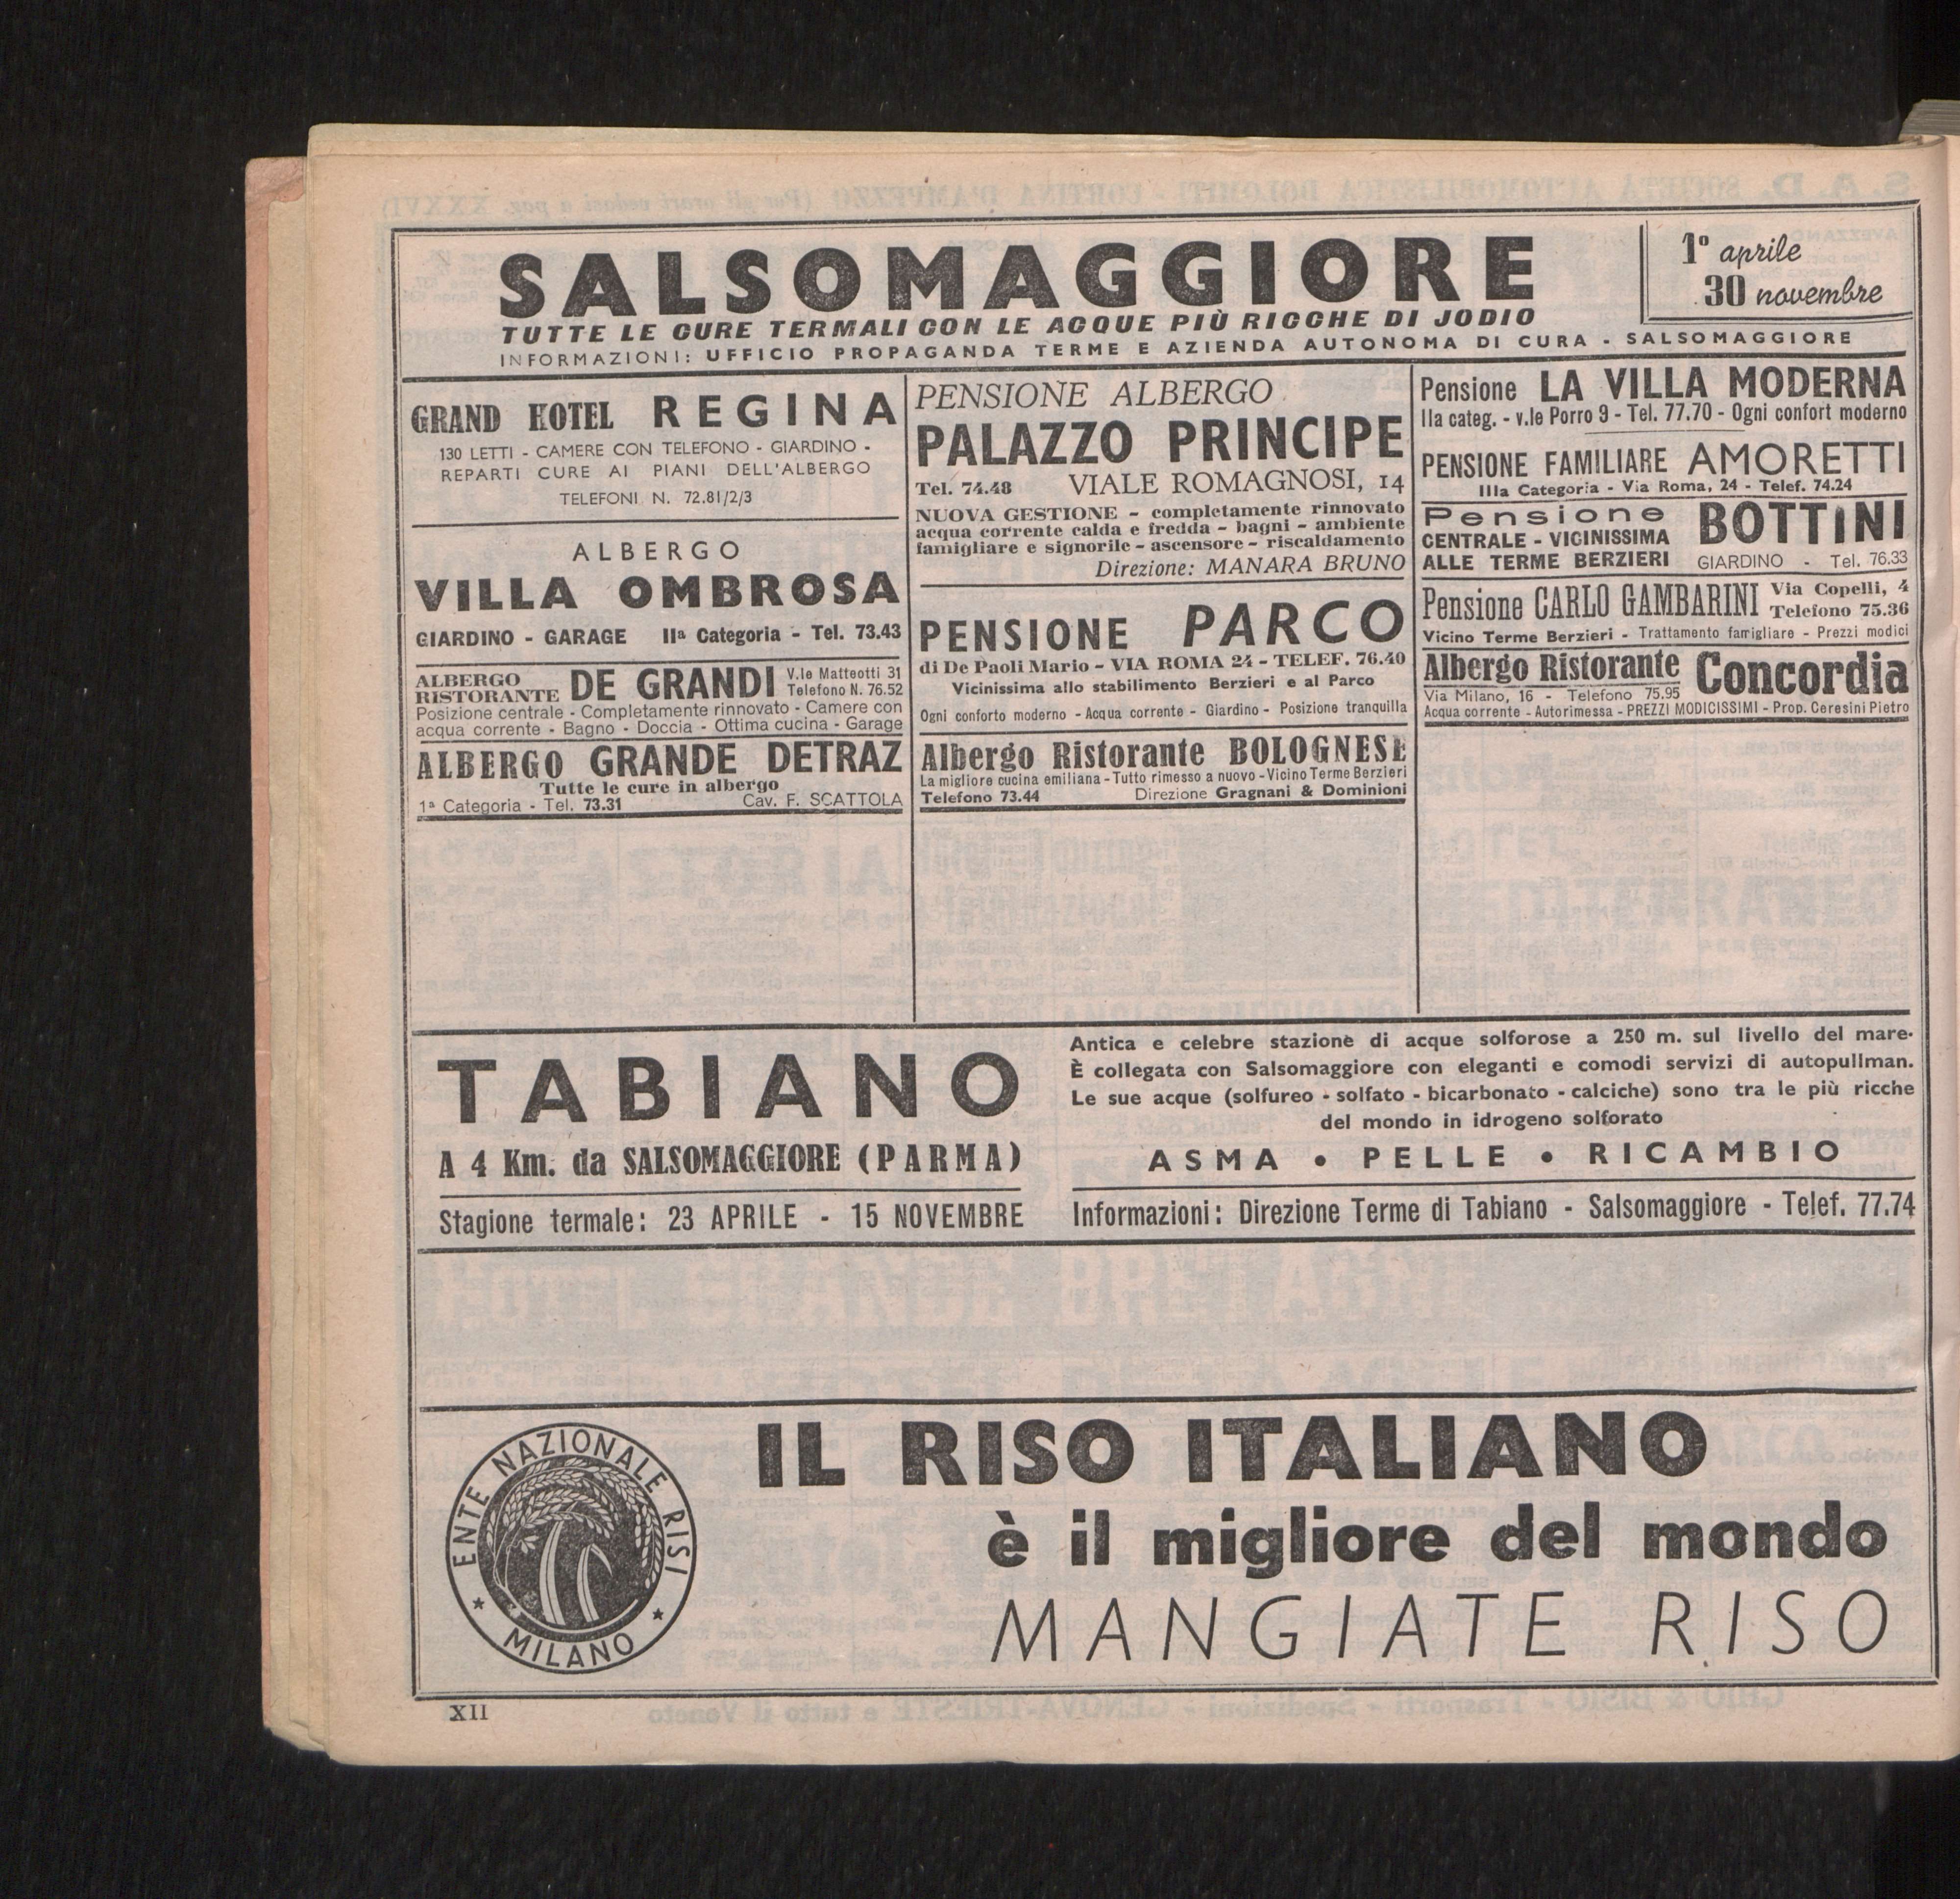 SALSOMAGGIORE
1º aprile
30 novembre
TUTTE LE CURE TERMALI CON LE ACQUE PIÙ RICCHE DI JODIO
INFORMAZIONI: UFFICIO PROPAGANDA TERME E AZIENDA AUTONOMA DI CURA - SALSOMAGGIORE
GRAND HOTEL REGINA
130 LETTI - CAMERE CON TELEFONO - GIARDINO -
REPARTI CURE AI PIANI DELL'ALBERGO
TELEFONI N. 72.81/2/3
ALBERGO
VILLA OMBROSA
GIARDINO - GARAGE IIª Categoria - Tel. 73.43
ALBERGO
RISTORANTE DE GRANDI
V.le Matteotti 31
Telefono N. 76.52
Posizione centrale - Completamente rinnovato - Camere con
acqua corrente - Bagno - Doccia - Ottima cucina - Garage
ALBERGO GRANDE DETRAZ
Tutte le cure in albergo
1ª Categoria - Tel. 73.31 Cav. F. SCATTOLA
PENSIONE ALBERGO
PALAZZO PRINCIPE
Tel. 74.48 VIALE ROMAGNOSI, 14
NUOVA GESTIONE - completamente rinnovato
acqua corrente calda e fredda - bagni - ambiente
famigliare e signorile - ascensore - riscaldamento
Direzione: MANARA BRUNO
PENSIONE PARCO
di De Paoli Mario - VIA ROMA 24 - TELEF. 76.40
Vicinissima allo stabilimento Berzieri e al Parco
Ogni conforto moderno - Acqua corrente - Giardino - Posizione tranquilla
Albergo Ristorante BOLOGNESE
La migliore cucina emiliana - Tutto rimesso a nuovo - Vicino Terme Berzieri
Telefono 73.44 Direzione Gragnani & Dominioni
Pensione LA VILLA MODERNA
IIa categ. - v.le Porro 9 - Tel. 77.70 - Ogni confort moderno
PENSIONE FAMILIARE AMORETTI
IIIa Categoria - Via Roma, 24 - Telef. 74.24
Pensione BOTTINI
CENTRALE - VICINISSIMA
ALLE TERME BERZIERI GIARDINO - Tel. 76.33
Pensione CARLO GAMBARINI
Via Copelli, 4
Telefono 75.36
Vicino Terme Berzieri - Trattamento famigliare - Prezzi modici
Albergo Ristorante Concordia
Via Milano, 16 - Telefono 75.95
Acqua corrente - Autorimessa - PREZZI MODICISSIMI - Prop. Ceresini Pietro
TABIANO
A 4 Km. da SALSOMAGGIORE (PARMA)
Stagione termale: 23 APRILE - 15 NOVEMBRE
Antica e celebre stazione di acque solforose a 250 m. sul livello del mare.
È collegata con Salsomaggiore con eleganti e comodi servizi di autopullman.
Le sue acque (solfureo - solfato - bicarbonato - calciche) sono tra le più ricche
del mondo in idrogeno solforato
ASMA • PELLE • RICAMBIO
Informazioni: Direzione Terme di Tabiano - Salsomaggiore - Telef. 77.74
ENTE NAZIONALE RISI
MILANO
IL RISO ITALIANO
è il migliore del mondo
MANGIATE RISO
XII